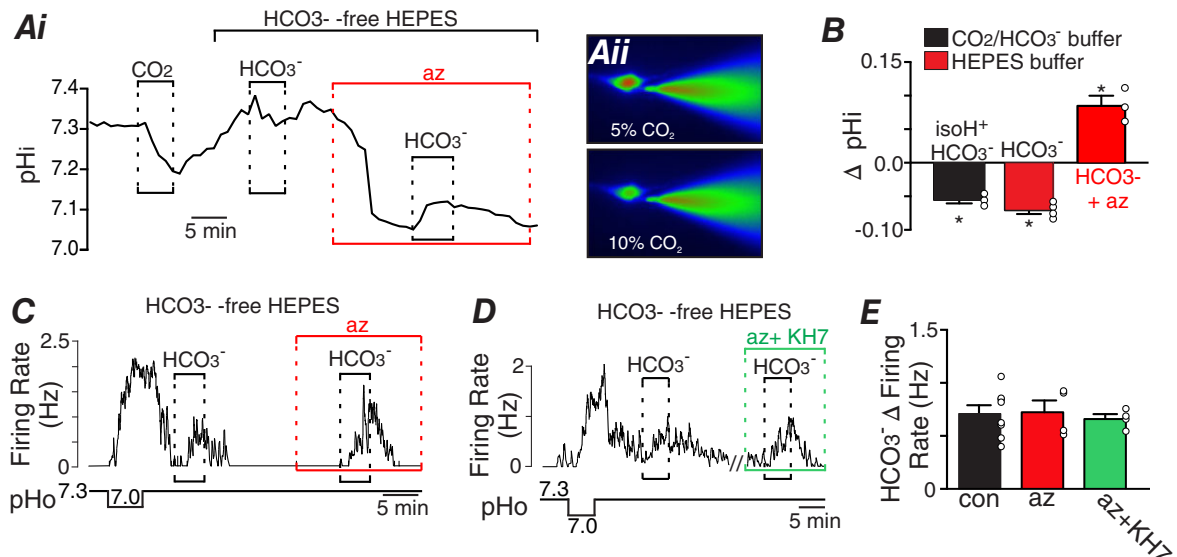 Ai
HCO3- -free HEPES
CO2
HCO3-
az
HCO3-
7.4
7.3
7.2
7.1
7.0
pHi
5 min
Aii
5% CO2
10% CO2
B
CO2/HCO3- buffer
HEPES buffer
0.15
0.0
-0.10
Δ pHi
isoH+
HCO3-
HCO3-
*
*
*
HCO3-
+ az
C
HCO3- -free HEPES
az
2.5
0
Firing Rate
(Hz)
HCO3-
HCO3-
pHo
7.3
7.0
5 min
D
HCO3- -free HEPES
az+ KH7
2
0
Firing Rate
(Hz)
HCO3-
HCO3-
//
pHo
7.3
7.0
5 min
E
1.5
0
HCO3- Δ Firing
Rate (Hz)
con
az
az+KH7